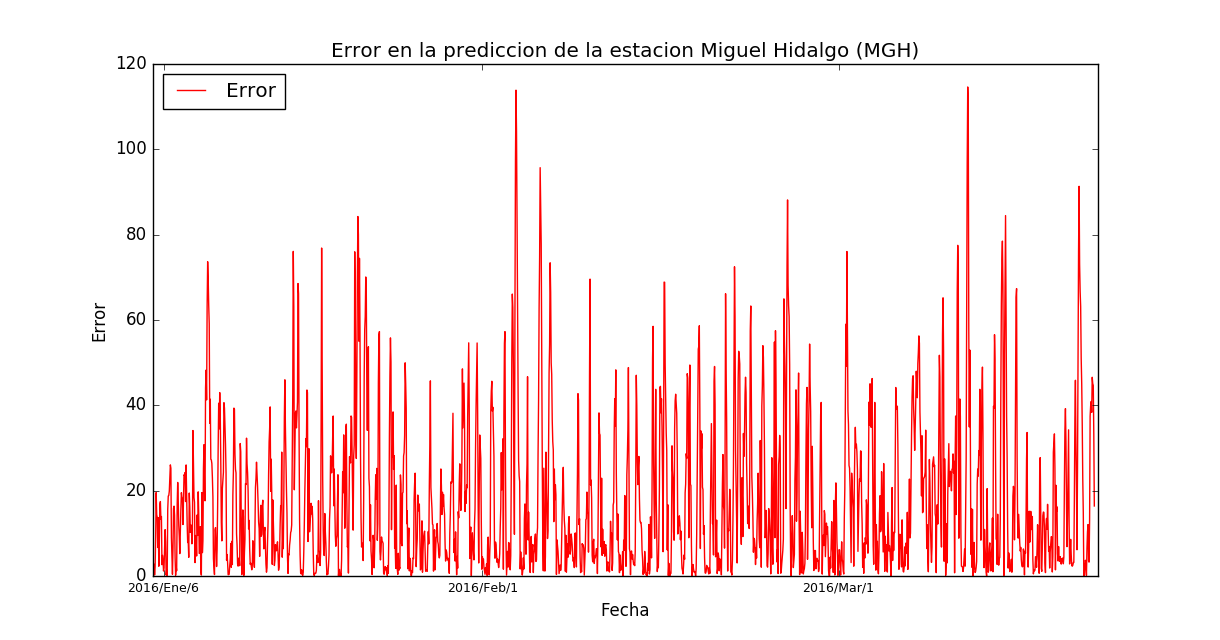 Error en la prediccion de la estacion Miguel Hidalgo (MGH)
Error
120
100
80
60
40
20
0
Error
2016/Ene/6
2016/Feb/1
2016/Mar/1
Fecha